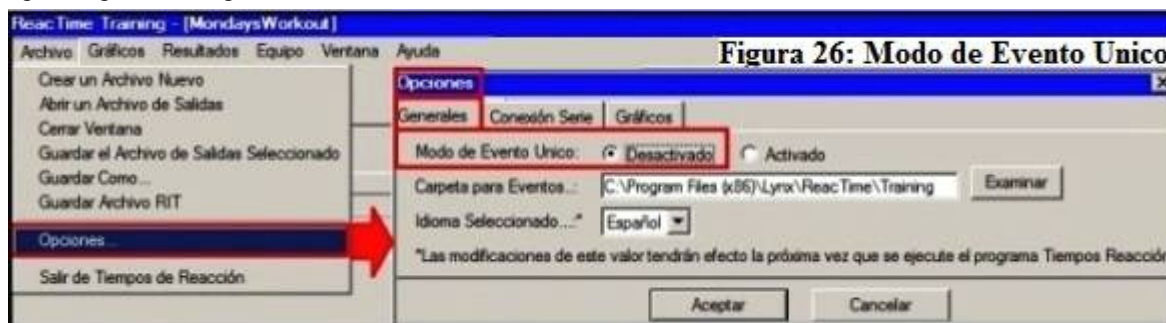 ReacTime Training - [MondaysWorkout]
Archivo Gráficos Resultados Equipo Ventana Ayuda
Figura 26: Modo de Evento Unico
Crear un Archivo Nuevo
Abrir un Archivo de Salidas
Cerrar Ventana
Guardar el Archivo de Salidas Seleccionado
Guardar Como...
Guardar Archivo RIT
Opciones...
Salir de Tiempos de Reacción
Opciones
Generales Conexión Serie Gráficos
Modo de Evento Unico: Desactivado Activado
Carpeta para Eventos..: C:\Program Files (x86)\Lynx\ReacTime\Training Examinar
Idioma Seleccionado....* Español
*Las modificaciones de este valor tendrán efecto la próxima vez que se ejecute el programa Tiempos Reacción
Aceptar Cancelar